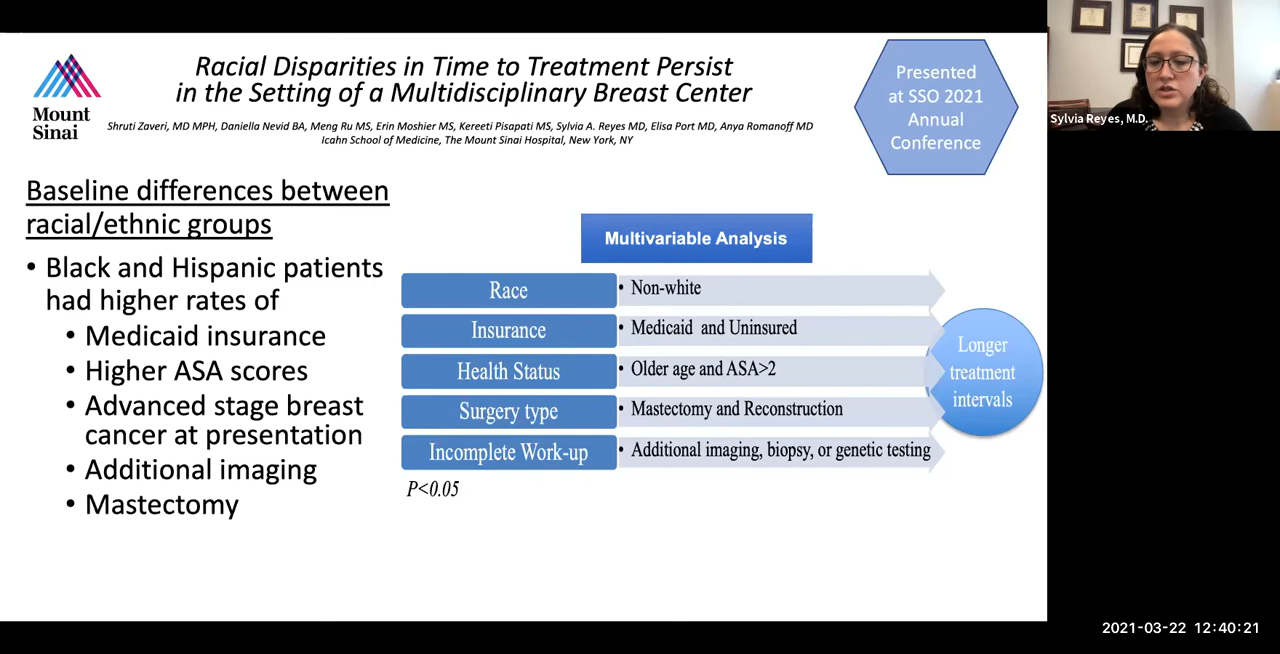 Racial Disparities in Time to Treatment Persist
in the Setting of a Multidisciplinary Breast Center
Mount
Sinai
Shruti Zaveri, MD MPH, Daniella Nevid BA, Meng Ru MS, Erin Moshier MS, Kereeti Pisapati MS, Sylvia A. Reyes MD, Elisa Port MD, Anya Romanoff MD
Icahn School of Medicine, The Mount Sinai Hospital, New York, NY
Presented
at SSO 2021
Annual
Conference
Sylvia Reyes, M.D.
Baseline differences between
racial/ethnic groups
• Black and Hispanic patients
had higher rates of
• Medicaid insurance
• Higher ASA scores
• Advanced stage breast
cancer at presentation
• Additional imaging
• Mastectomy
Multivariable Analysis
Race • Non-white
Insurance • Medicaid and Uninsured
Health Status • Older age and ASA>2
Surgery type • Mastectomy and Reconstruction
Incomplete Work-up • Additional imaging, biopsy, or genetic testing
P<0.05
Longer
treatment
intervals
2021-03-22 12:40:21